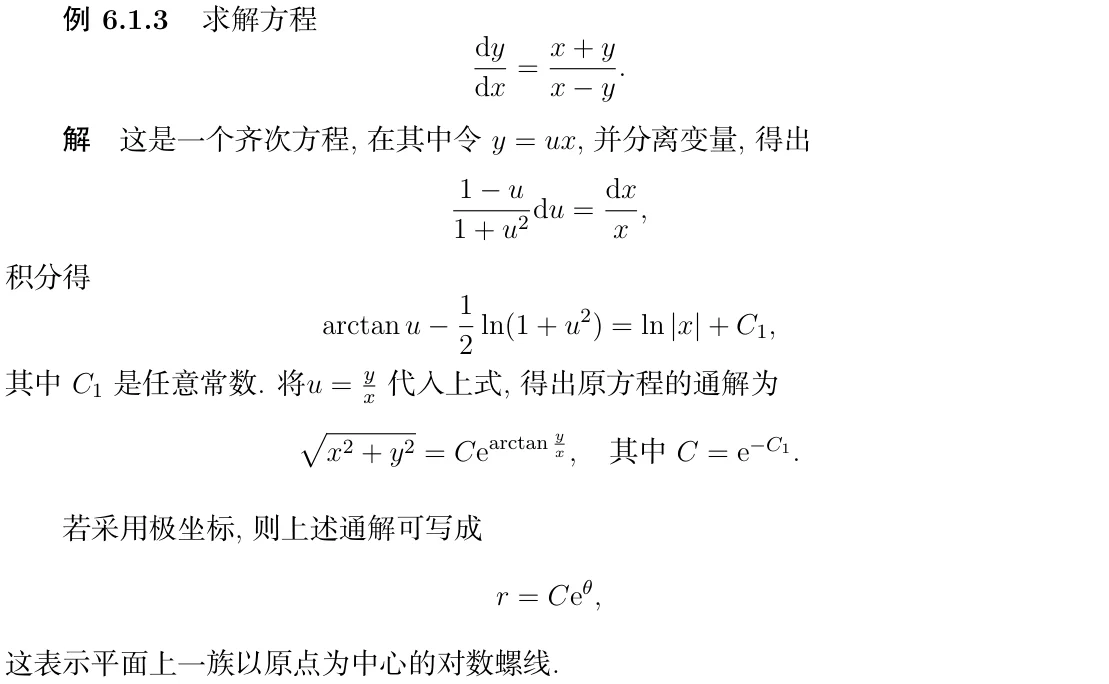 例 6.1.3 求解方程
dy/dx = (x + y)/(x − y).
解 这是一个齐次方程, 在其中令 y = ux, 并分离变量, 得出
(1 − u)/(1 + u²) du = dx/x,
积分得
arctan u − 1/2 ln(1 + u²) = ln |x| + C₁,
其中 C₁ 是任意常数. 将u = y/x 代入上式, 得出原方程的通解为
√(x² + y²) = Ce^(arctan y/x), 其中 C = e^(−C₁).
若采用极坐标, 则上述通解可写成
r = Ce^θ,
这表示平面上一族以原点为中心的对数螺线.